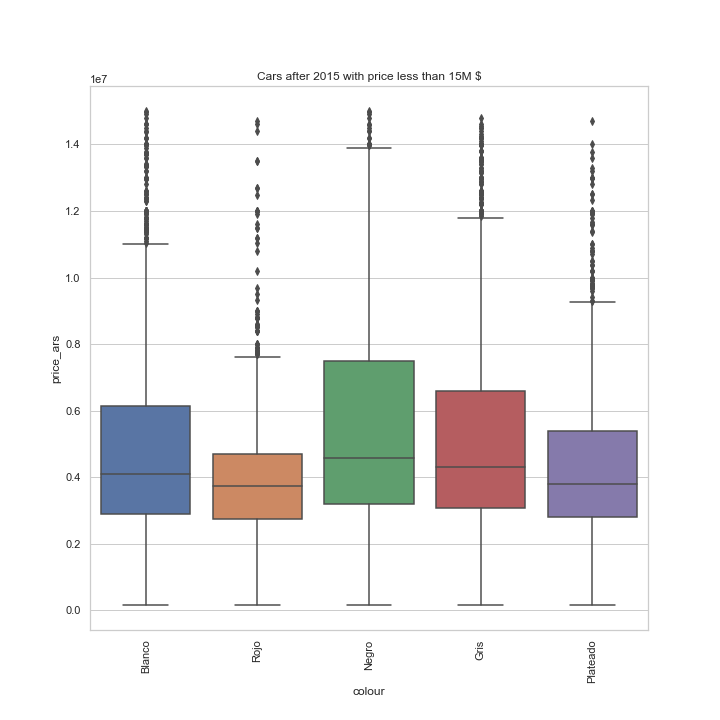 Cars after 2015 with price less than 15M $
1e7
1.4
1.2
1.0
0.8
0.6
0.4
0.2
0.0
price_ars
Blanco
Rojo
Negro
Gris
Plateado
colour